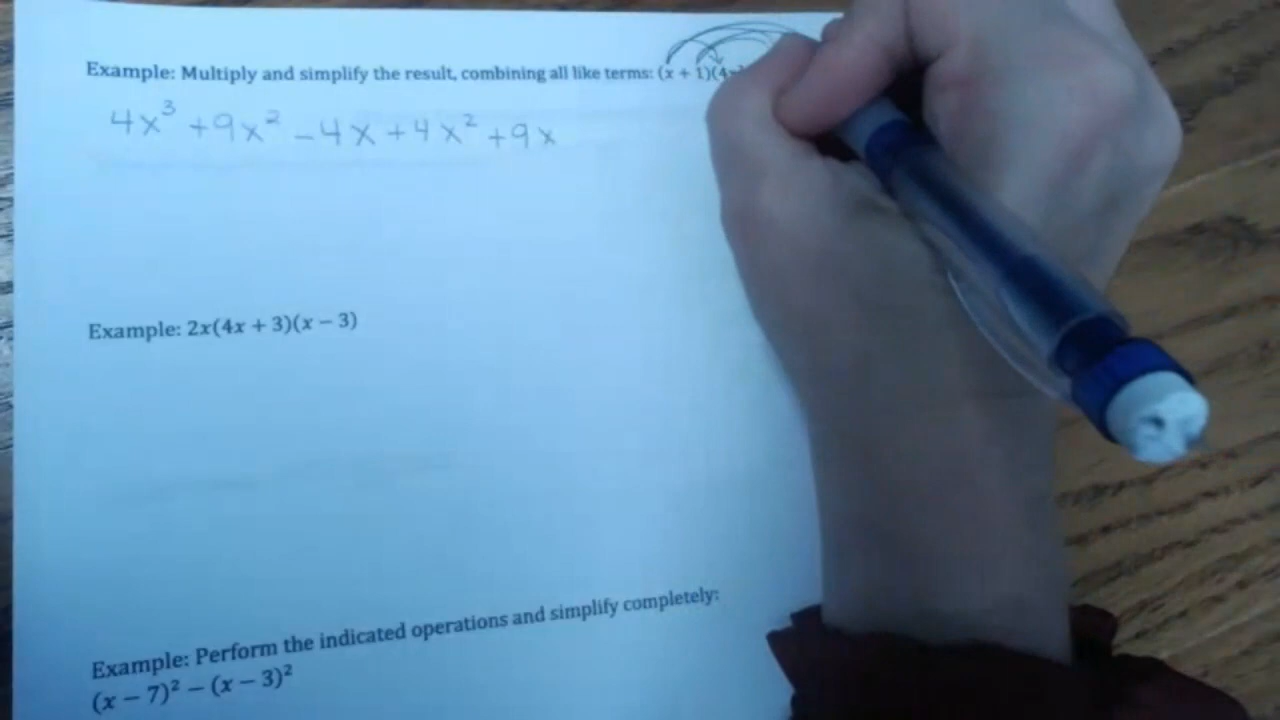 Example: Multiply and simplify the result, combining all like terms: (x + 1)(4x
4x³ + 9x² − 4x + 4x² + 9x
Example: 2x(4x + 3)(x − 3)
Example: Perform the indicated operations and simplify completely:
(x − 7)² − (x − 3)²